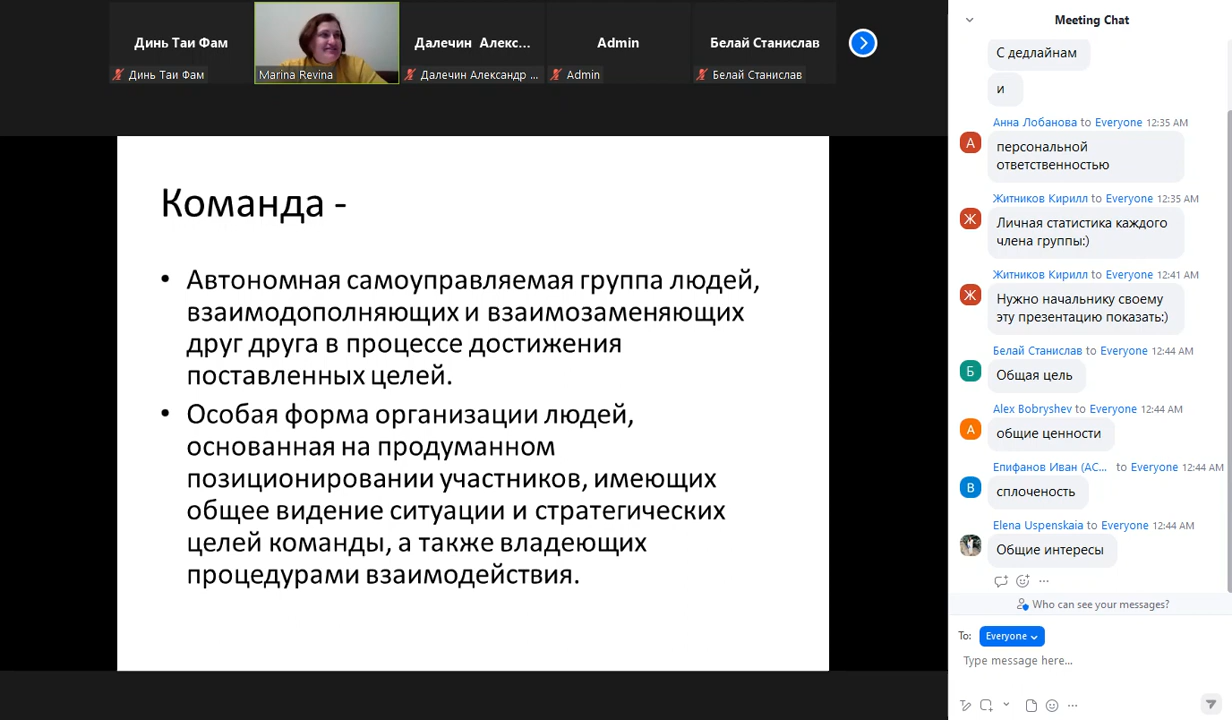 Динь Таи Фам
Динь Таи Фам
Marina Revina
Далечин Алекс...
Далечин Александр ...
Admin
Admin
Белай Станислав
Белай Станислав
Команда -
• Автономная самоуправляемая группа людей,
взаимодополняющих и взаимозаменяющих
друг друга в процессе достижения
поставленных целей.
• Особая форма организации людей,
основанная на продуманном
позиционировании участников, имеющих
общее видение ситуации и стратегических
целей команды, а также владеющих
процедурами взаимодействия.
Meeting Chat
С дедлайнам
и
Анна Лобанова to Everyone 12:35 AM
А
персональной
ответственностью
Житников Кирилл to Everyone 12:35 AM
Ж
Личная статистика каждого
члена группы:)
Житников Кирилл to Everyone 12:41 AM
Ж
Нужно начальнику своему
эту презентацию показать:)
Белай Станислав to Everyone 12:44 AM
Б
Общая цель
Alex Bobryshev to Everyone 12:44 AM
A
общие ценности
Епифанов Иван (АС... to Everyone 12:44 AM
В
сплоченость
Elena Uspenskaia to Everyone 12:44 AM
Общие интересы
Who can see your messages?
To: Everyone
Type message here...